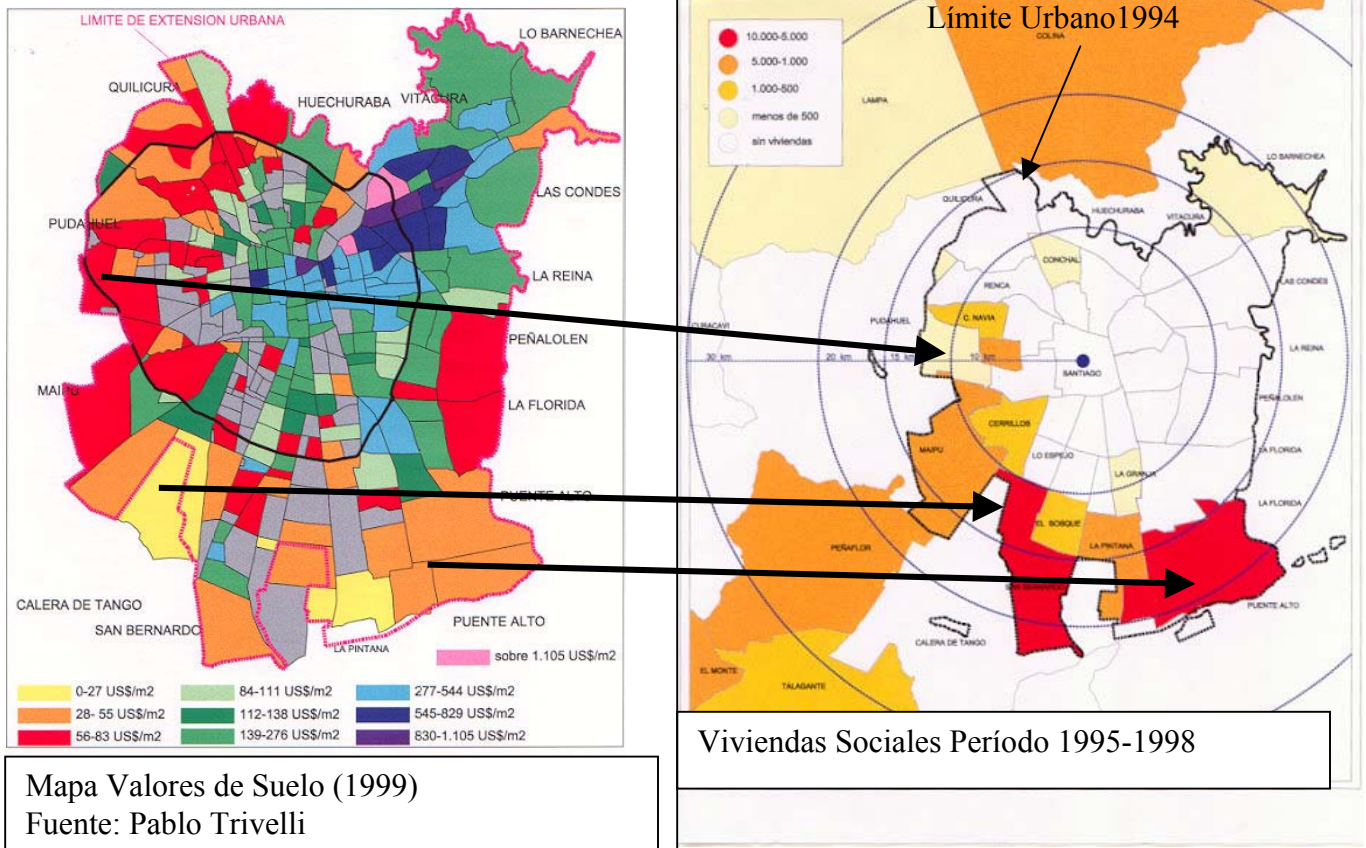 LIMITE DE EXTENSION URBANA
LO BARNECHEA
QUILICURA
HUECHURABA
VITACURA
LAS CONDES
PUDAHUEL
LA REINA
PEÑALOLEN
MAIPU
LA FLORIDA
PUENTE ALTO
CALERA DE TANGO
SAN BERNARDO
PUENTE ALTO
LA PINTANA
sobre 1.105 US$/m2
0-27 US$/m2
84-111 US$/m2
277-544 US$/m2
28- 55 US$/m2
112-138 US$/m2
545-829 US$/m2
56-83 US$/m2
139-276 US$/m2
830-1.105 US$/m2
Mapa Valores de Suelo (1999)
Fuente: Pablo Trivelli
Límite Urbano1994
10.000-5.000
5.000-1.000
1.000-500
menos de 500
sin viviendas
COLINA
LAMPA
LO BARNECHEA
QUILICURA
HUECHURABA
VITACURA
CONCHAL
RENCA
LAS CONDES
CURACAVI
PUDAHUEL
C. NAVIA
LA REINA
30 km
20 km
15 km
10 km
SANTIAGO
PEÑALOLEN
CERRILLOS
MAIPU
LO ESPEJO
LA GRANJA
LA FLORIDA
LA FLORIDA
EL BOSQUE
PEÑAFLOR
LA PINTANA
SAN BERNARDO
PUENTE ALTO
CALERA DE TANGO
EL MONTE
TALAGANTE
Viviendas Sociales Período 1995-1998